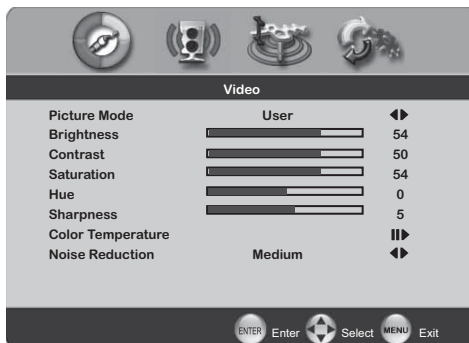 Video
Picture Mode User
Brightness 54
Contrast 50
Saturation 54
Hue 0
Sharpness 5
Color Temperature
Noise Reduction Medium
ENTER Enter Select MENU Exit